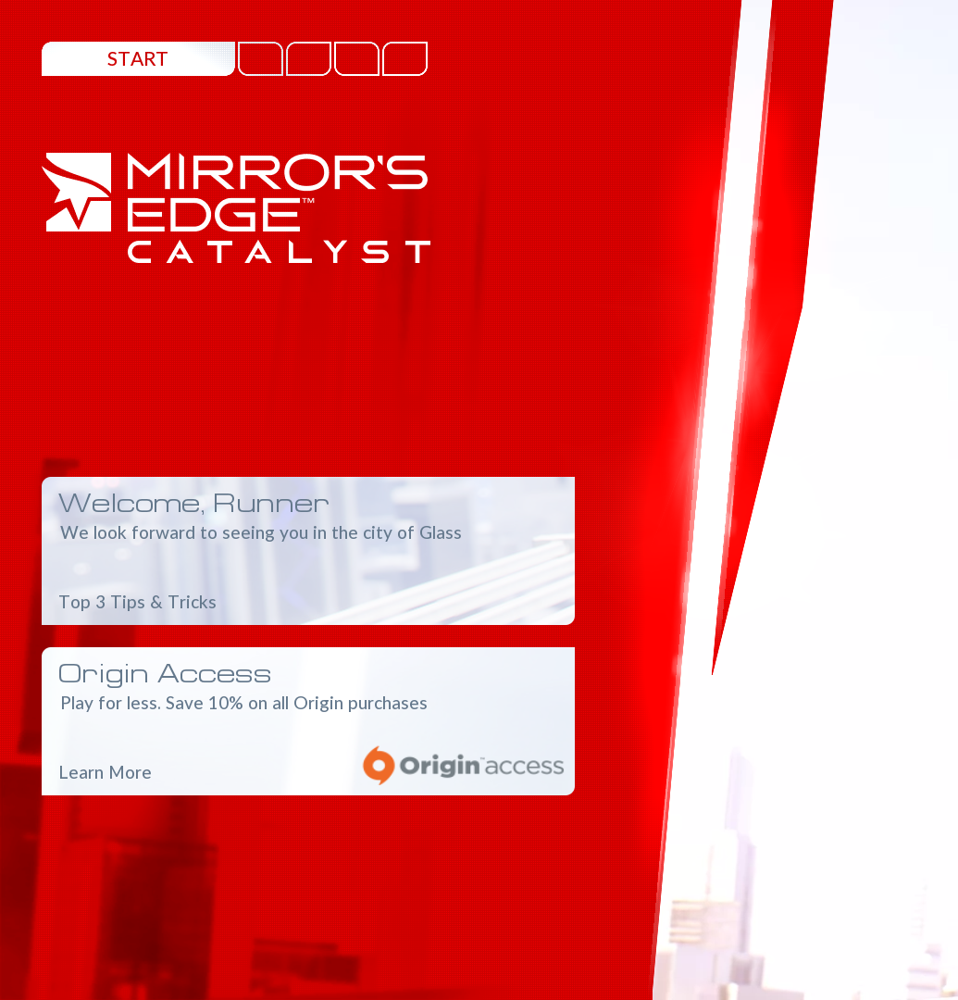 START
MIRROR'S
EDGE™
CATALYST
Welcome, Runner
We look forward to seeing you in the city of Glass
Top 3 Tips & Tricks
Origin Access
Play for less. Save 10% on all Origin purchases
Learn More
Origin™ access